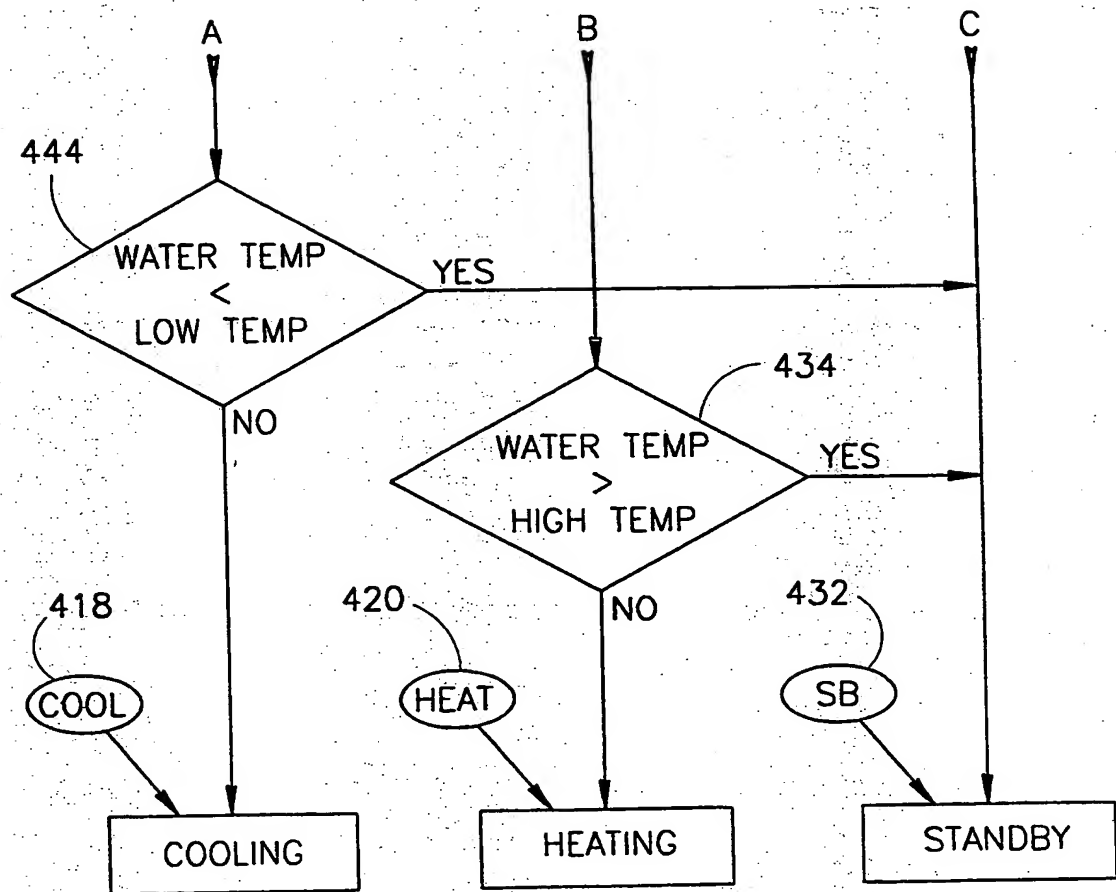 A
B
C
444
WATER TEMP
<
LOW TEMP
YES
NO
434
WATER TEMP
>
HIGH TEMP
YES
NO
418
COOL
420
HEAT
432
SB
COOLING
HEATING
STANDBY